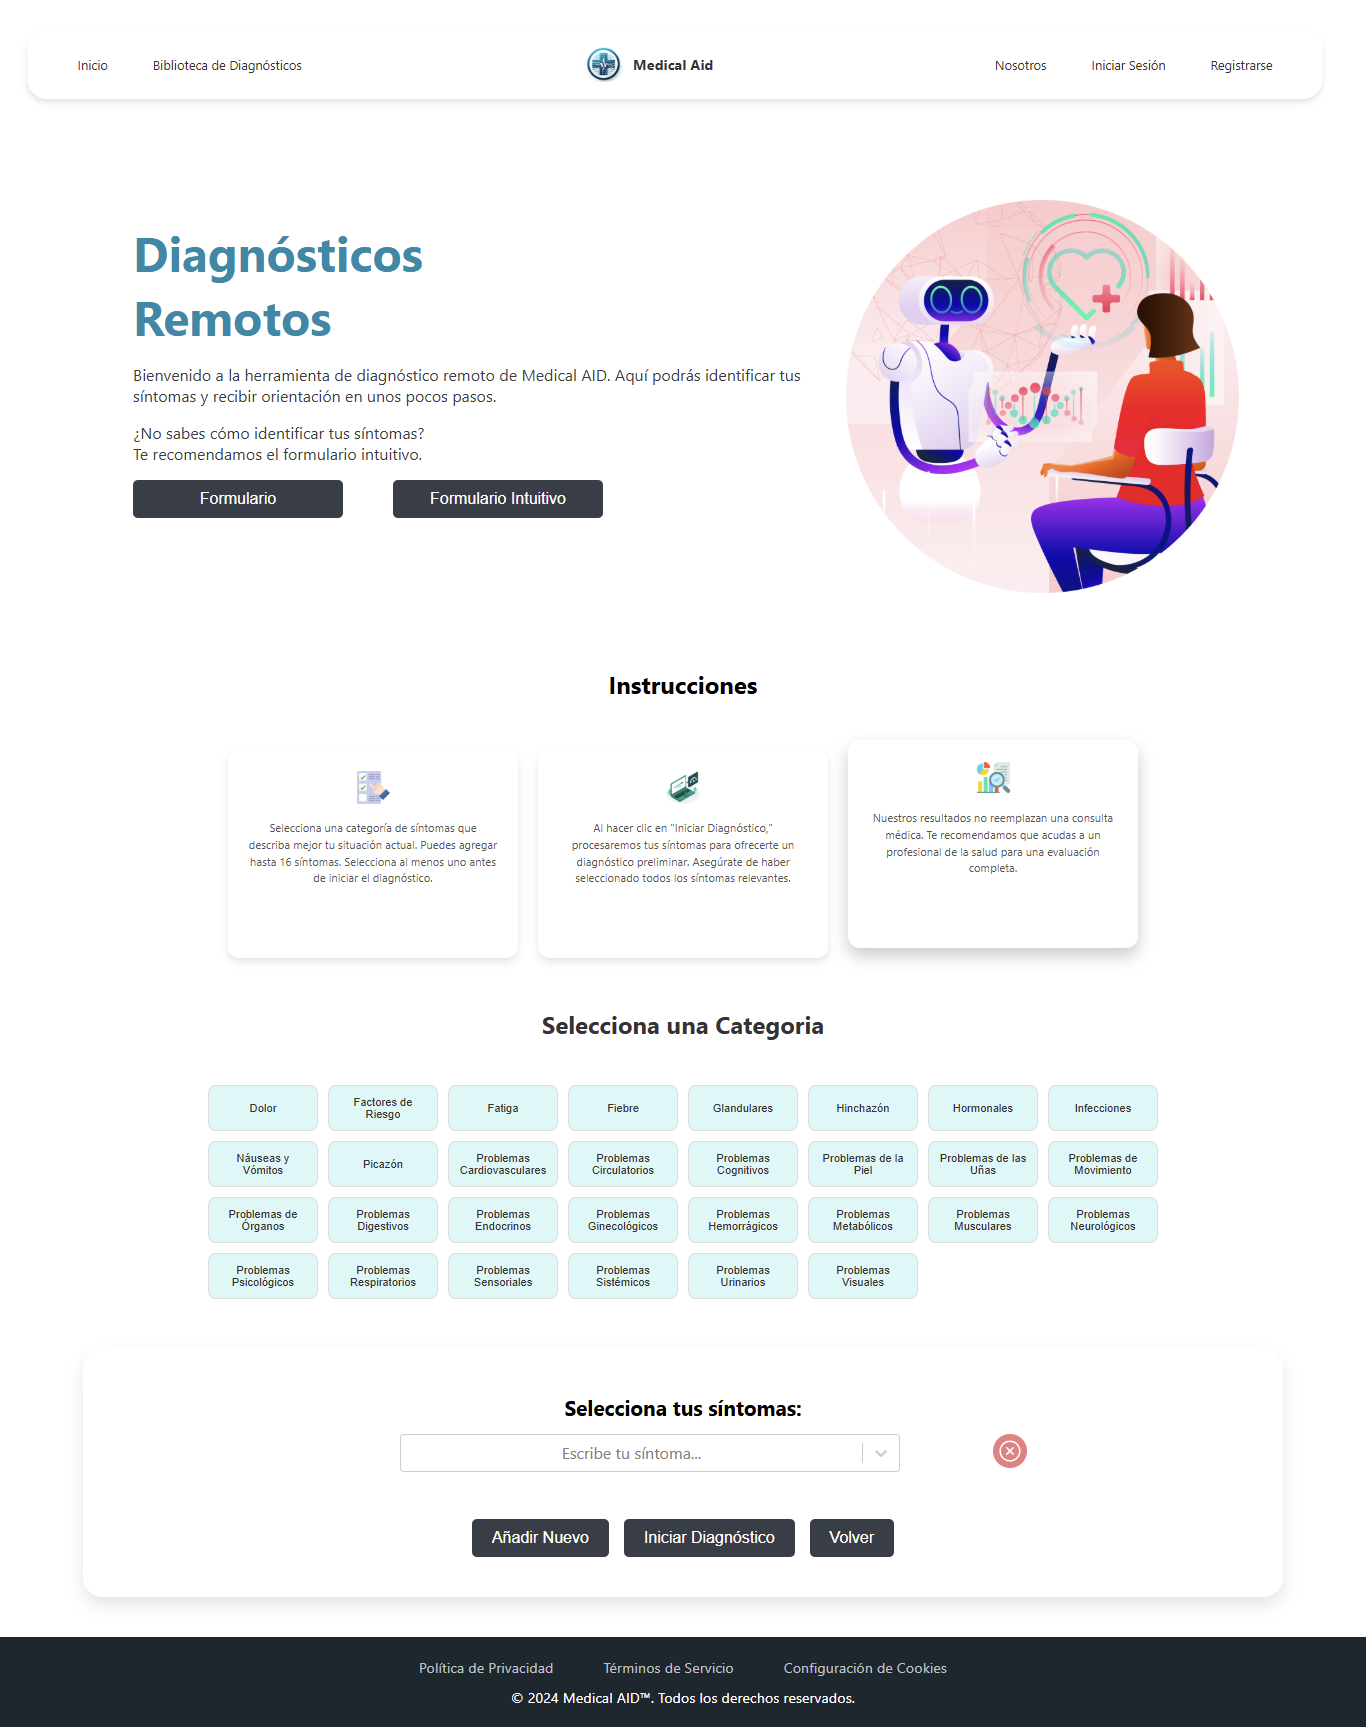 Inicio
Biblioteca de Diagnósticos
Medical Aid
Nosotros
Iniciar Sesión
Registrarse
Diagnósticos
Remotos
Bienvenido a la herramienta de diagnóstico remoto de Medical AID. Aquí podrás identificar tus
síntomas y recibir orientación en unos pocos pasos.
¿No sabes cómo identificar tus síntomas?
Te recomendamos el formulario intuitivo.
Formulario
Formulario Intuitivo
Instrucciones
Selecciona una categoría de síntomas que
describa mejor tu situación actual. Puedes agregar
hasta 16 síntomas. Selecciona al menos uno antes
de iniciar el diagnóstico.
Al hacer clic en "Iniciar Diagnóstico,"
procesaremos tus síntomas para ofrecerte un
diagnóstico preliminar. Asegúrate de haber
seleccionado todos los síntomas relevantes.
Nuestros resultados no reemplazan una consulta
médica. Te recomendamos que acudas a un
profesional de la salud para una evaluación
completa.
Selecciona una Categoria
Dolor
Factores de
Riesgo
Fatiga
Fiebre
Glandulares
Hinchazón
Hormonales
Infecciones
Náuseas y
Vómitos
Picazón
Problemas
Cardiovasculares
Problemas
Circulatorios
Problemas
Cognitivos
Problemas de la
Piel
Problemas de las
Uñas
Problemas de
Movimiento
Problemas de
Órganos
Problemas
Digestivos
Problemas
Endocrinos
Problemas
Ginecológicos
Problemas
Hemorrágicos
Problemas
Metabólicos
Problemas
Musculares
Problemas
Neurológicos
Problemas
Psicológicos
Problemas
Respiratorios
Problemas
Sensoriales
Problemas
Sistémicos
Problemas
Urinarios
Problemas
Visuales
Selecciona tus síntomas:
Escribe tu síntoma...
Añadir Nuevo
Iniciar Diagnóstico
Volver
Política de Privacidad
Términos de Servicio
Configuración de Cookies
© 2024 Medical AID™. Todos los derechos reservados.